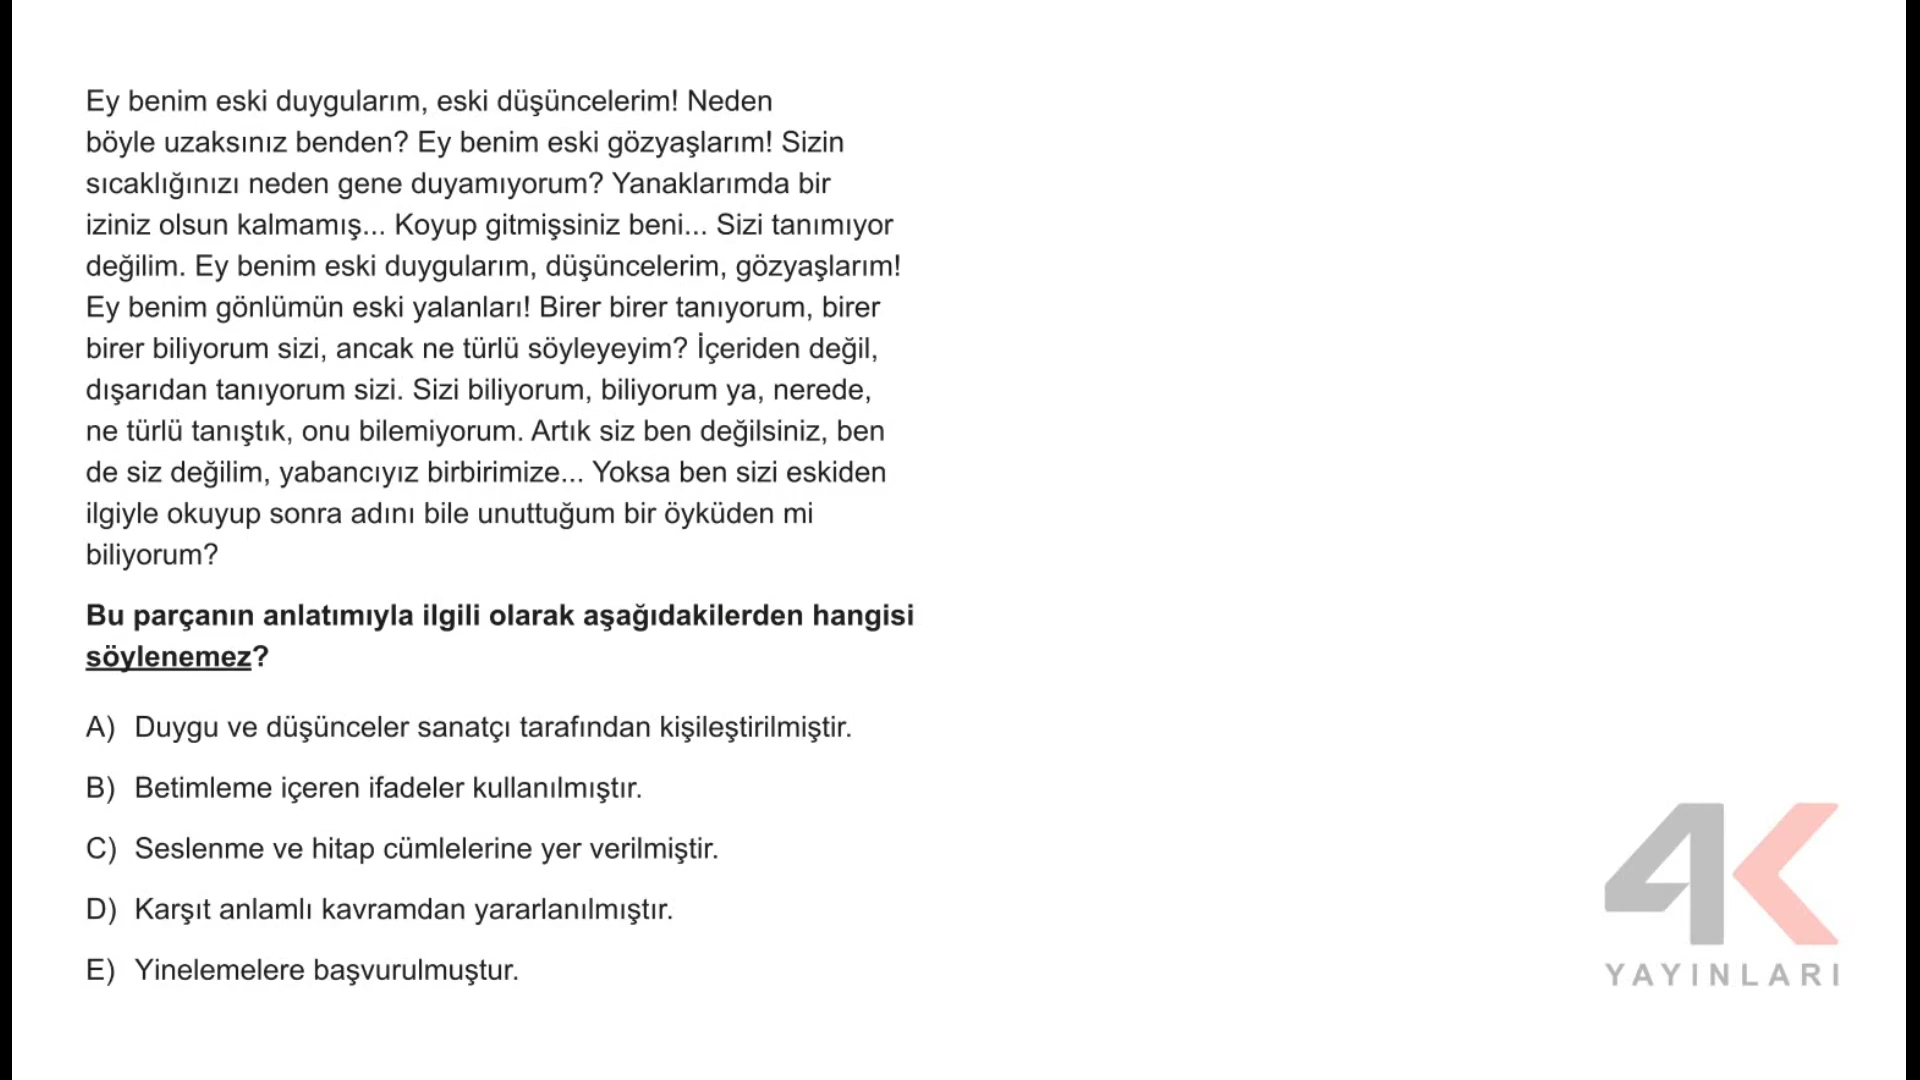 Ey benim eski duygularım, eski düşüncelerim! Neden
böyle uzaksınız benden? Ey benim eski gözyaşlarım! Sizin
sıcaklığınızı neden gene duyamıyorum? Yanaklarımda bir
iziniz olsun kalmamış... Koyup gitmişsiniz beni... Sizi tanımıyor
değilim. Ey benim eski duygularım, düşüncelerim, gözyaşlarım!
Ey benim gönlümün eski yalanları! Birer birer tanıyorum, birer
birer biliyorum sizi, ancak ne türlü söyleyeyim? İçeriden değil,
dışarıdan tanıyorum sizi. Sizi biliyorum, biliyorum ya, nerede,
ne türlü tanıştık, onu bilemiyorum. Artık siz ben değilsiniz, ben
de siz değilim, yabancıyız birbirimize... Yoksa ben sizi eskiden
ilgiyle okuyup sonra adını bile unuttuğum bir öyküden mi
biliyorum?
Bu parçanın anlatımıyla ilgili olarak aşağıdakilerden hangisi
söylenemez?
A) Duygu ve düşünceler sanatçı tarafından kişileştirilmiştir.
B) Betimleme içeren ifadeler kullanılmıştır.
C) Seslenme ve hitap cümlelerine yer verilmiştir.
D) Karşıt anlamlı kavramdan yararlanılmıştır.
E) Yinelemelere başvurulmuştur.
4K
YAYINLARI